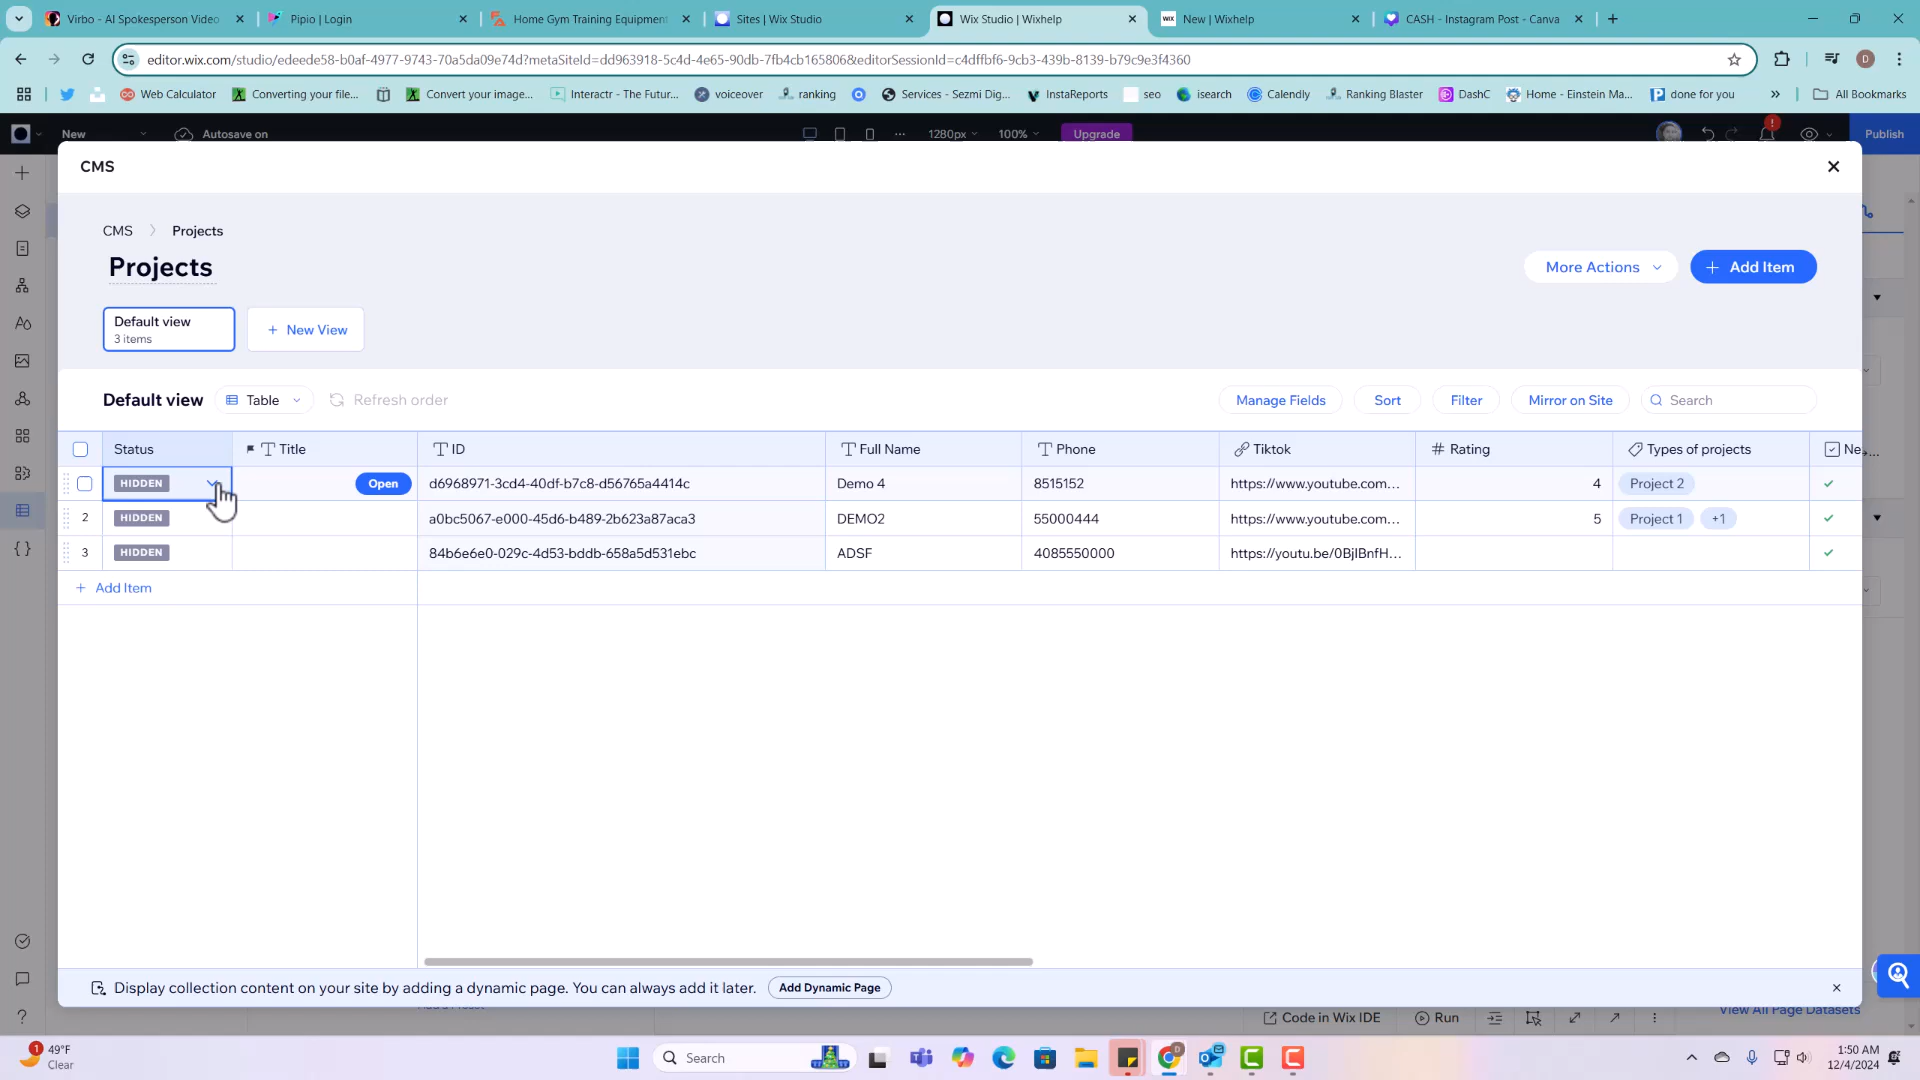 Virbo - AI Spokesperson Video
Pipio | Login
Home Gym Training Equipment
Sites | Wix Studio
Wix Studio | Wixhelp
WIX New | Wixhelp
CASH - Instagram Post - Canva
editor.wix.com/studio/edeede58-b0af-4977-9743-70a5da09e74d?metaSiteId=dd963918-5c4d-4e65-90db-7fb4cb165806&editorSessionId=c4dffbf6-9cb3-439b-8139-b79c9e3f4360
D
Web Calculator
Converting your file...
Convert your image...
Interactr - The Futur...
voiceover
ranking
Services - Sezmi Dig...
InstaReports
seo
isearch
Calendly
Ranking Blaster
DashC
Home - Einstein Ma...
done for you
»
All Bookmarks
New
Autosave on
1280px
100%
Upgrade
!
Publish
CMS
CMS
Projects
Projects
More Actions
+ Add Item
Default view
3 items
+ New View
Default view
Table
Refresh order
Manage Fields
Sort
Filter
Mirror on Site
Search
Status
Title
ID
Full Name
Phone
Tiktok
# Rating
Types of projects
Ne...
HIDDEN
Open
d6968971-3cd4-40df-b7c8-d56765a4414c
Demo 4
8515152
https://www.youtube.com...
4
Project 2
2
HIDDEN
a0bc5067-e000-45d6-b489-2b623a87aca3
DEMO2
55000444
https://www.youtube.com...
5
Project 1
+1
3
HIDDEN
84b6e6e0-029c-4d53-bddb-658a5d531ebc
ADSF
4085550000
https://youtu.be/0BjIBnfH...
+ Add Item
Display collection content on your site by adding a dynamic page. You can always add it later.
Add Dynamic Page
Code in Wix IDE
Run
View All Page Datasets
1
49°F
Clear
Search
1:50 AM
12/4/2024